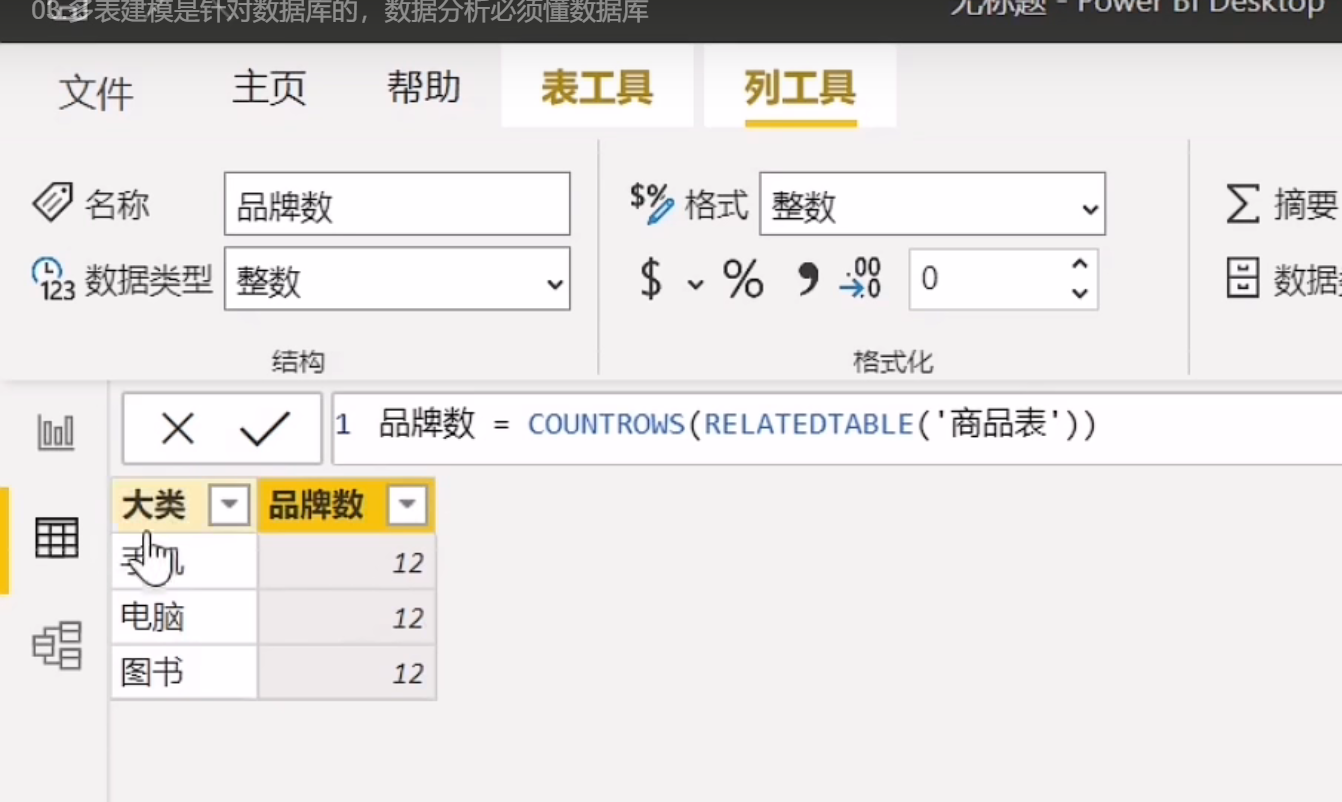 多表建模是针对数据库的，数据分析必须懂数据库
无标题 - Power BI Desktop
文件 主页 帮助 表工具 列工具
名称 品牌数 $% 格式 整数 摘要
123 数据类型 整数 $ % , .00 .0 0 数据
结构 格式化
1 品牌数 = COUNTROWS(RELATEDTABLE('商品表'))
大类 品牌数
12
电脑 12
图书 12